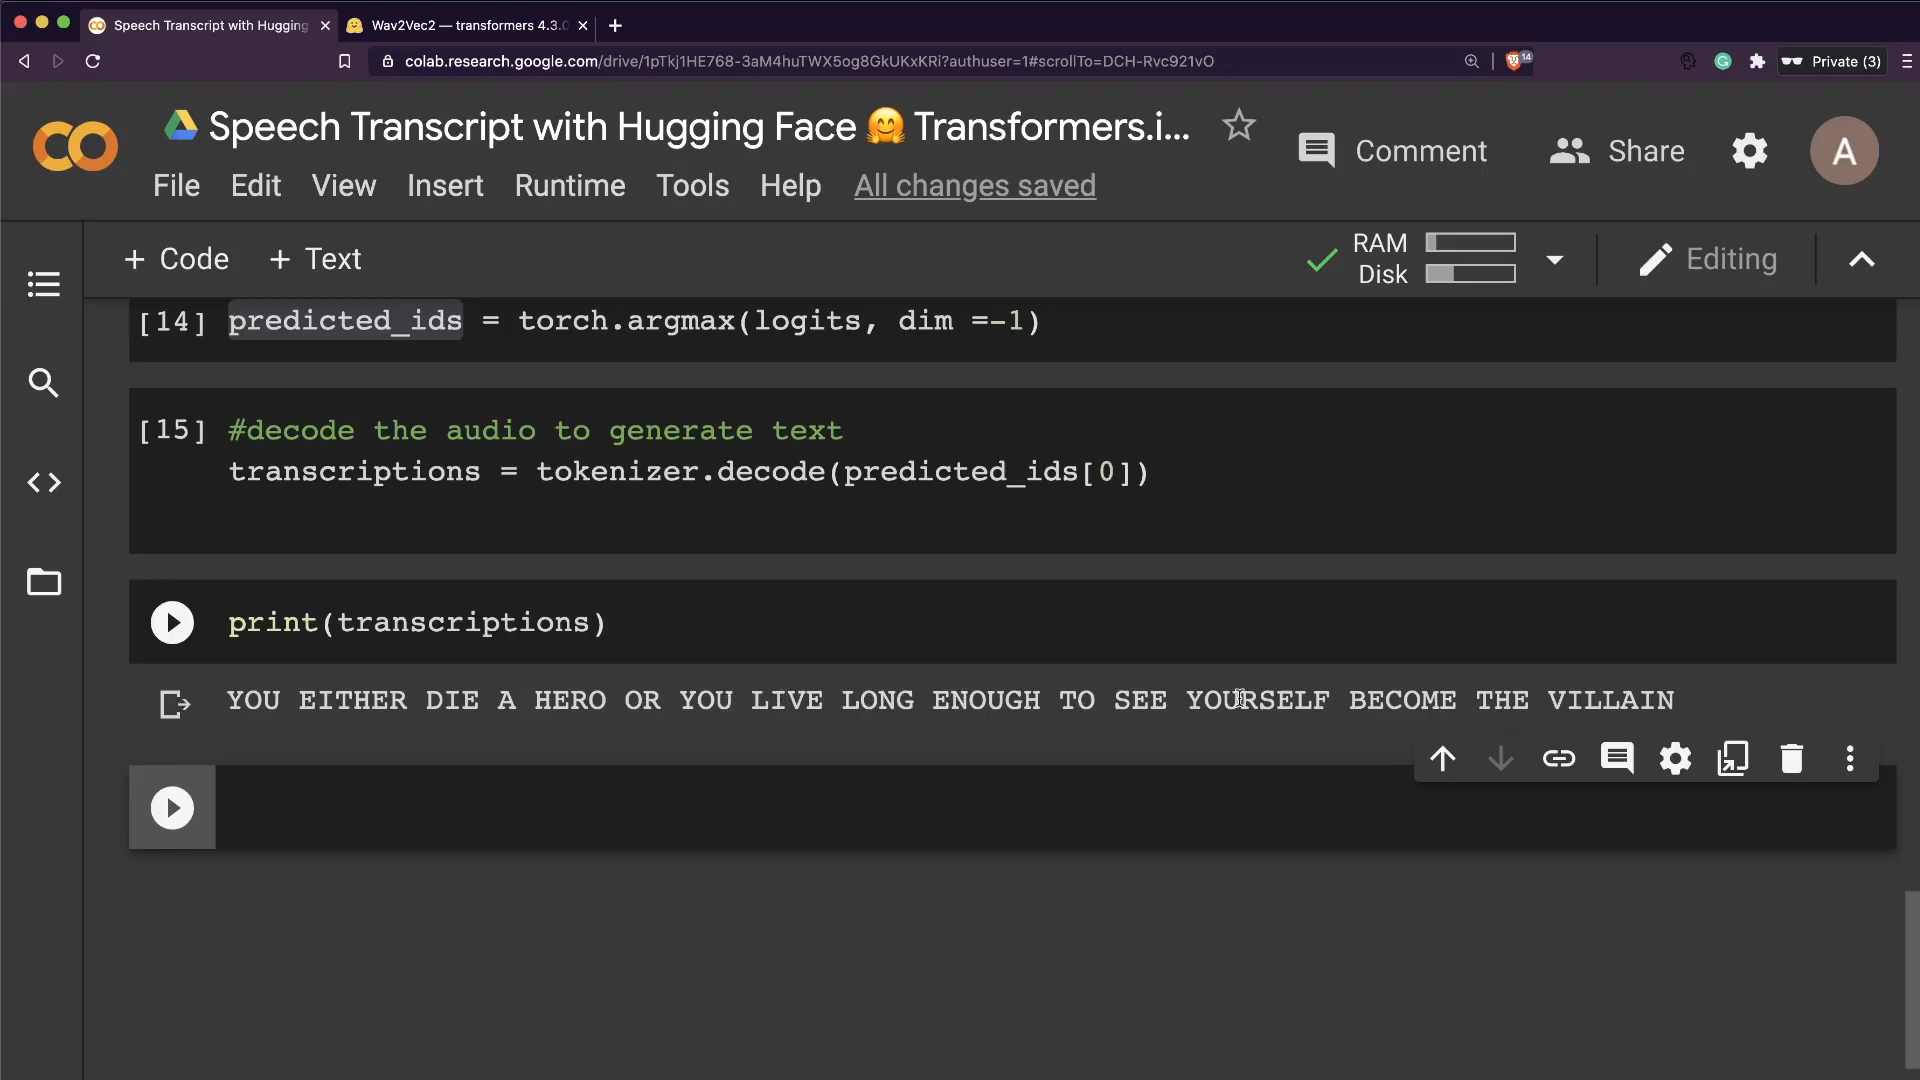 Speech Transcript with Hugging
Wav2Vec2 — transformers 4.3.0
colab.research.google.com/drive/1pTkj1HE768-3aM4huTWX5og8GkUKxKRi?authuser=1#scrollTo=DCH-Rvc921vO
14
Private (3)
Speech Transcript with Hugging Face 🤗 Transformers.i...
Comment
Share
A
File Edit View Insert Runtime Tools Help All changes saved
+ Code + Text
RAM
Disk
Editing
[14] predicted_ids = torch.argmax(logits, dim =-1)
[15] #decode the audio to generate text
transcriptions = tokenizer.decode(predicted_ids[0])
print(transcriptions)
YOU EITHER DIE A HERO OR YOU LIVE LONG ENOUGH TO SEE YOURSELF BECOME THE VILLAIN